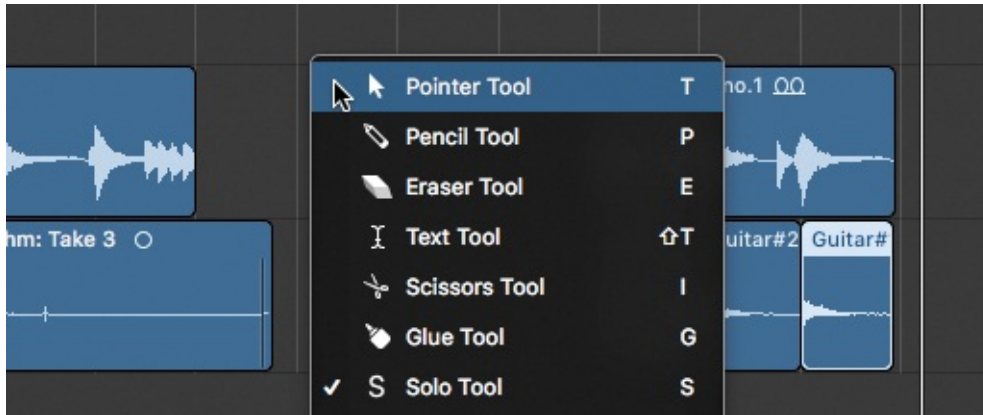 Pointer Tool T
Pencil Tool P
Eraser Tool E
Text Tool ⇧T
Scissors Tool I
Glue Tool G
✓ S Solo Tool S
no.1
hm: Take 3
uitar#2
Guitar#